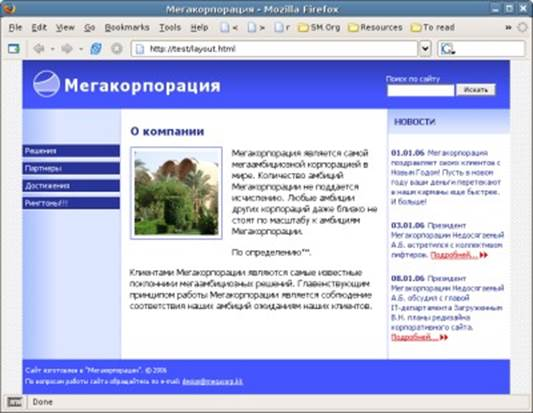 Мегакорпорация - Mozilla Firefox
File Edit View Go Bookmarks Tools Help < > r SM.Org Resources To read »
http://test/layout.html
Мегакорпорация
Поиск по сайту
Искать
Решения
Партнеры
Достижения
Рингтоны!!!
О компании
Мегакорпорация является самой
мегаамбициозной корпорацией в
мире. Количество амбиций
Мегакорпорации не поддается
исчислению. Любые амбиции
других корпораций даже близко не
стоят по масштабу к амбициям
Мегакорпорации.
По определению™.
Клиентами Мегакорпорации являются самые известные
поклонники мегаамбициозных решений. Главенствующим
принципом работы Мегакорпорации является соблюдение
соответствия наших амбиций ожиданиям наших клиентов.
НОВОСТИ
01.01.06 Мегакорпорация
поздравляет своих клиентов с
Новым Годом! Пусть в новом
году ваши деньги перетекают
в наши карманы еще быстрее.
И больше!
03.01.06 Президент
Мегакорпорации Недосягаемый
А.Б. встретился с коллективом
лифтеров. Подробней...
08.01.06 Президент
Мегакорпорации Недосягаемый
А.Б. обсудил с главой
IT-департамента Загруженным
В.Н. планы редизайна
корпоративного сайта.
Подробней...
Сайт изготовлен в "Мегакорпорации". © 2006
По вопросам работы сайта обращайтесь по e-mail: design@megacorp.kk
Done